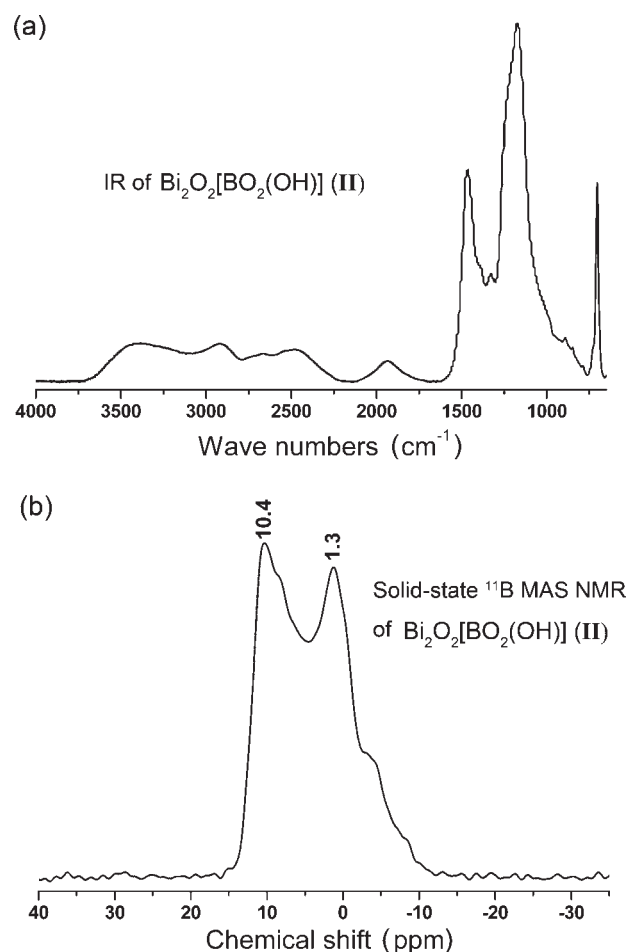 (a)
IR of Bi₂O₂[BO₂(OH)] (II)
4000 3500 3000 2500 2000 1500 1000
Wave numbers (cm⁻¹)
(b)
10.4
1.3
Solid-state ¹¹B MAS NMR
of Bi₂O₂[BO₂(OH)] (II)
40 30 20 10 0 -10 -20 -30
Chemical shift (ppm)